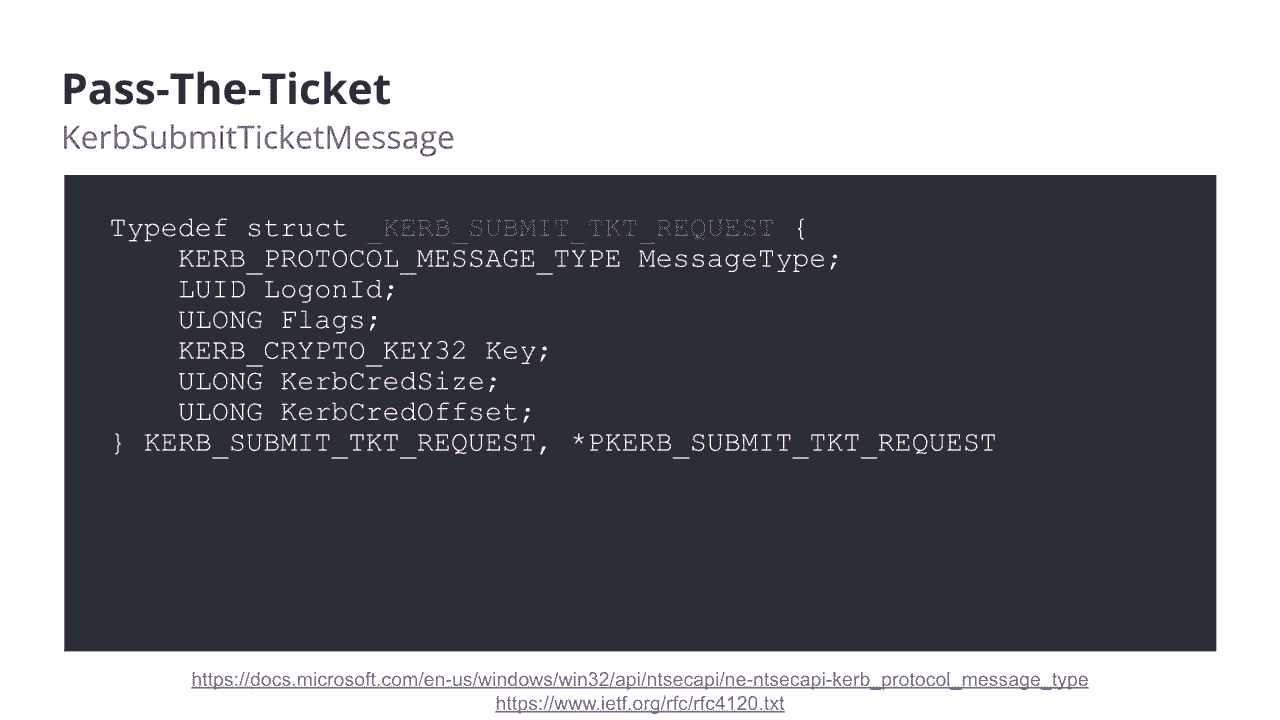 Pass-The-Ticket
KerbSubmitTicketMessage
Typedef struct _KERB_SUBMIT_TKT_REQUEST {
KERB_PROTOCOL_MESSAGE_TYPE MessageType;
LUID LogonId;
ULONG Flags;
KERB_CRYPTO_KEY32 Key;
ULONG KerbCredSize;
ULONG KerbCredOffset;
} KERB_SUBMIT_TKT_REQUEST, *PKERB_SUBMIT_TKT_REQUEST
https://docs.microsoft.com/en-us/windows/win32/api/ntsecapi/ne-ntsecapi-kerb_protocol_message_type
https://www.ietf.org/rfc/rfc4120.txt